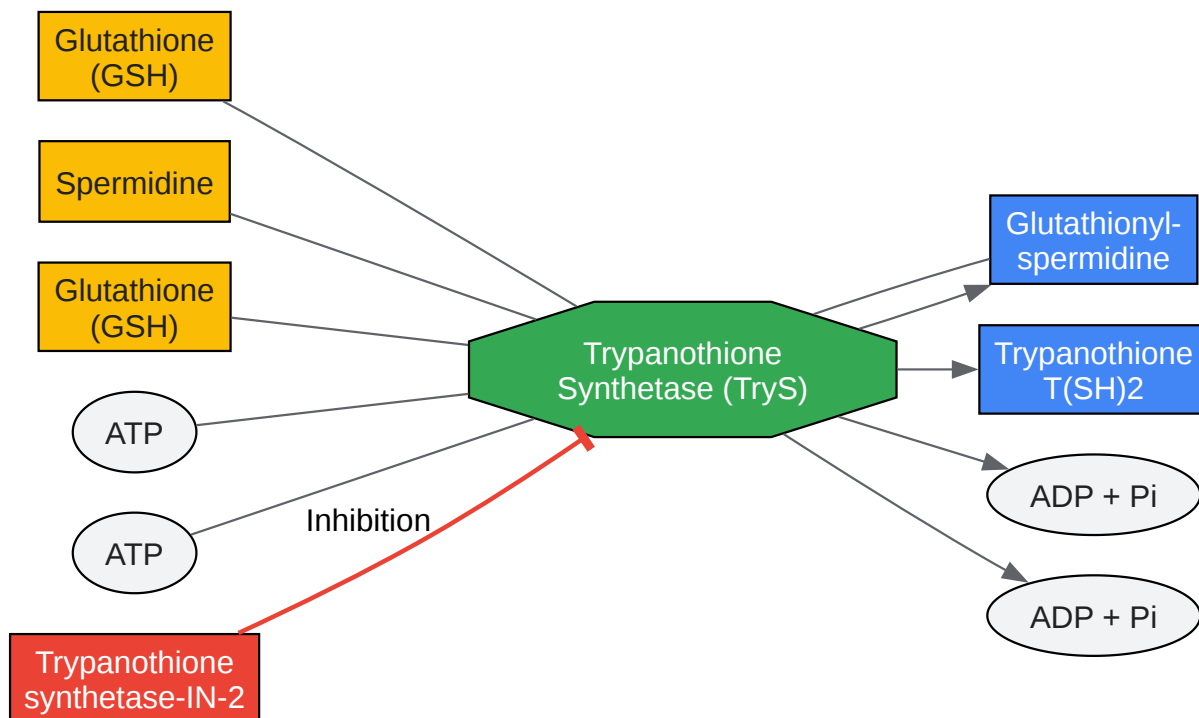 Glutathione
(GSH)
Spermidine
Glutathione
(GSH)
ATP
ATP
Inhibition
Trypanothione
synthetase-IN-2
Trypanothione
Synthetase (TryS)
Glutathionyl-
spermidine
Trypanothione
T(SH)2
ADP + Pi
ADP + Pi